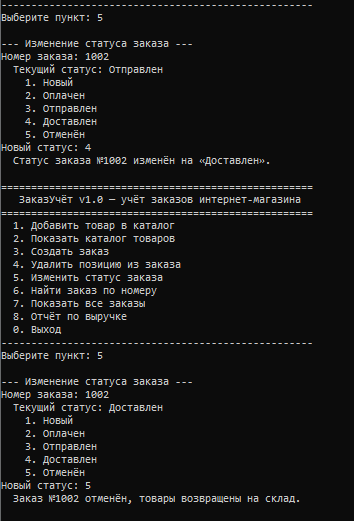 ----------------------------------------------------
Выберите пункт: 5
--- Изменение статуса заказа ---
Номер заказа: 1002
Текущий статус: Отправлен
1. Новый
2. Оплачен
3. Отправлен
4. Доставлен
5. Отменён
Новый статус: 4
Статус заказа №1002 изменён на «Доставлен».
====================================================
ЗаказУчёт v1.0 — учёт заказов интернет-магазина
====================================================
1. Добавить товар в каталог
2. Показать каталог товаров
3. Создать заказ
4. Удалить позицию из заказа
5. Изменить статус заказа
6. Найти заказ по номеру
7. Показать все заказы
8. Отчёт по выручке
0. Выход
----------------------------------------------------
Выберите пункт: 5
--- Изменение статуса заказа ---
Номер заказа: 1002
Текущий статус: Доставлен
1. Новый
2. Оплачен
3. Отправлен
4. Доставлен
5. Отменён
Новый статус: 5
Заказ №1002 отменён, товары возвращены на склад.